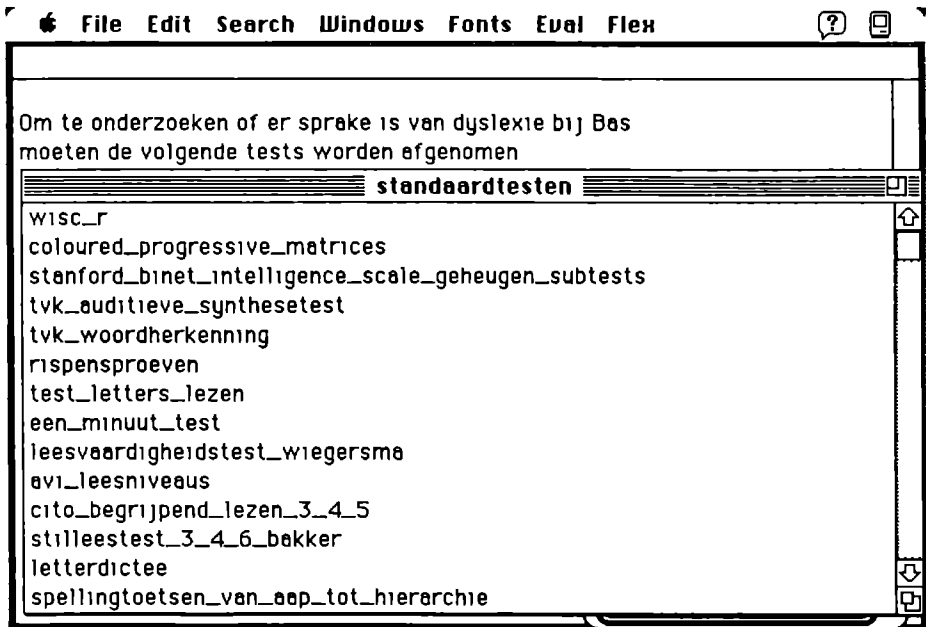 File Edit Search Windows Fonts Eval Flex
Om te onderzoeken of er sprake is van dyslexie bij Bas
moeten de volgende tests worden afgenomen
standaardtesten
wisc_r
coloured_progressive_matrices
stanford_binet_intelligence_scale_geheugen_subtests
tvk_auditieve_synthesetest
tvk_woordherkenning
rispensproeven
test_letters_lezen
een_minuut_test
leesvaardigheidstest_wiegersma
avi_leesniveaus
cito_begrijpend_lezen_3_4_5
stilleestest_3_4_6_bakker
letterdictee
spellingtoetsen_van_aap_tot_hierarchie